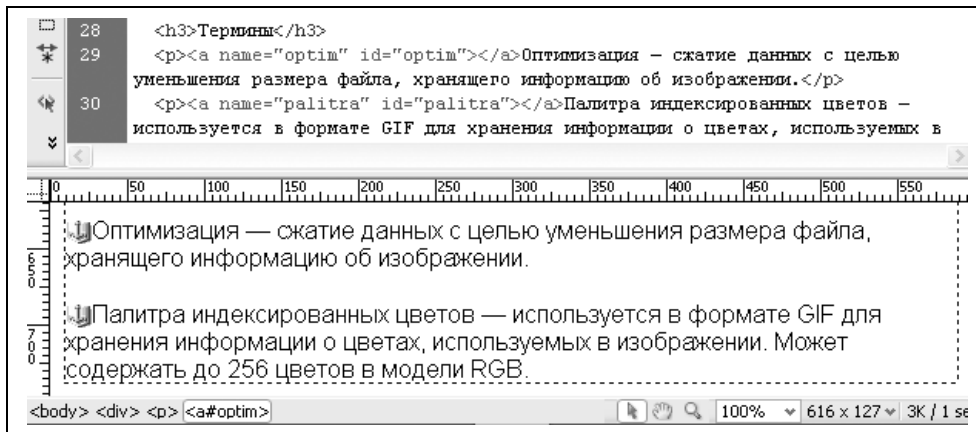 28 <h3>Термины</h3>
29 <p><a name="optim" id="optim"></a>Оптимизация — сжатие данных с целью
уменьшения размера файла, хранящего информацию об изображении.</p>
30 <p><a name="palitra" id="palitra"></a>Палитра индексированных цветов —
используется в формате GIF для хранения информации о цветах, используемых в
0 50 100 150 200 250 300 350 400 450 500 550
Оптимизация — сжатие данных с целью уменьшения размера файла,
650
хранящего информацию об изображении.
Палитра индексированных цветов — используется в формате GIF для
700
хранения информации о цветах, используемых в изображении. Может
содержать до 256 цветов в модели RGB.
<body> <div> <p> <a#optim> 100% 616 x 127 3K / 1 se